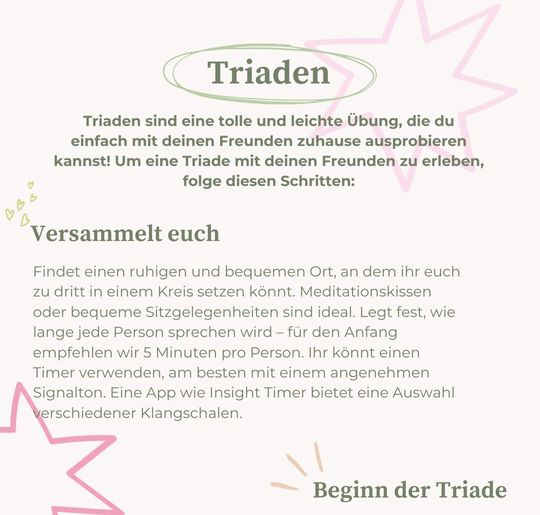 Triaden
Triaden sind eine tolle und leichte Übung, die du
einfach mit deinen Freunden zuhause ausprobieren
kannst! Um eine Triade mit deinen Freunden zu erleben,
folge diesen Schritten:
Versammelt euch
Findet einen ruhigen und bequemen Ort, an dem ihr euch
zu dritt in einem Kreis setzen könnt. Meditationskissen
oder bequeme Sitzgelegenheiten sind ideal. Legt fest, wie
lange jede Person sprechen wird – für den Anfang
empfehlen wir 5 Minuten pro Person. Ihr könnt einen
Timer verwenden, am besten mit einem angenehmen
Signalton. Eine App wie Insight Timer bietet eine Auswahl
verschiedener Klangschalen.
Beginn der Triade